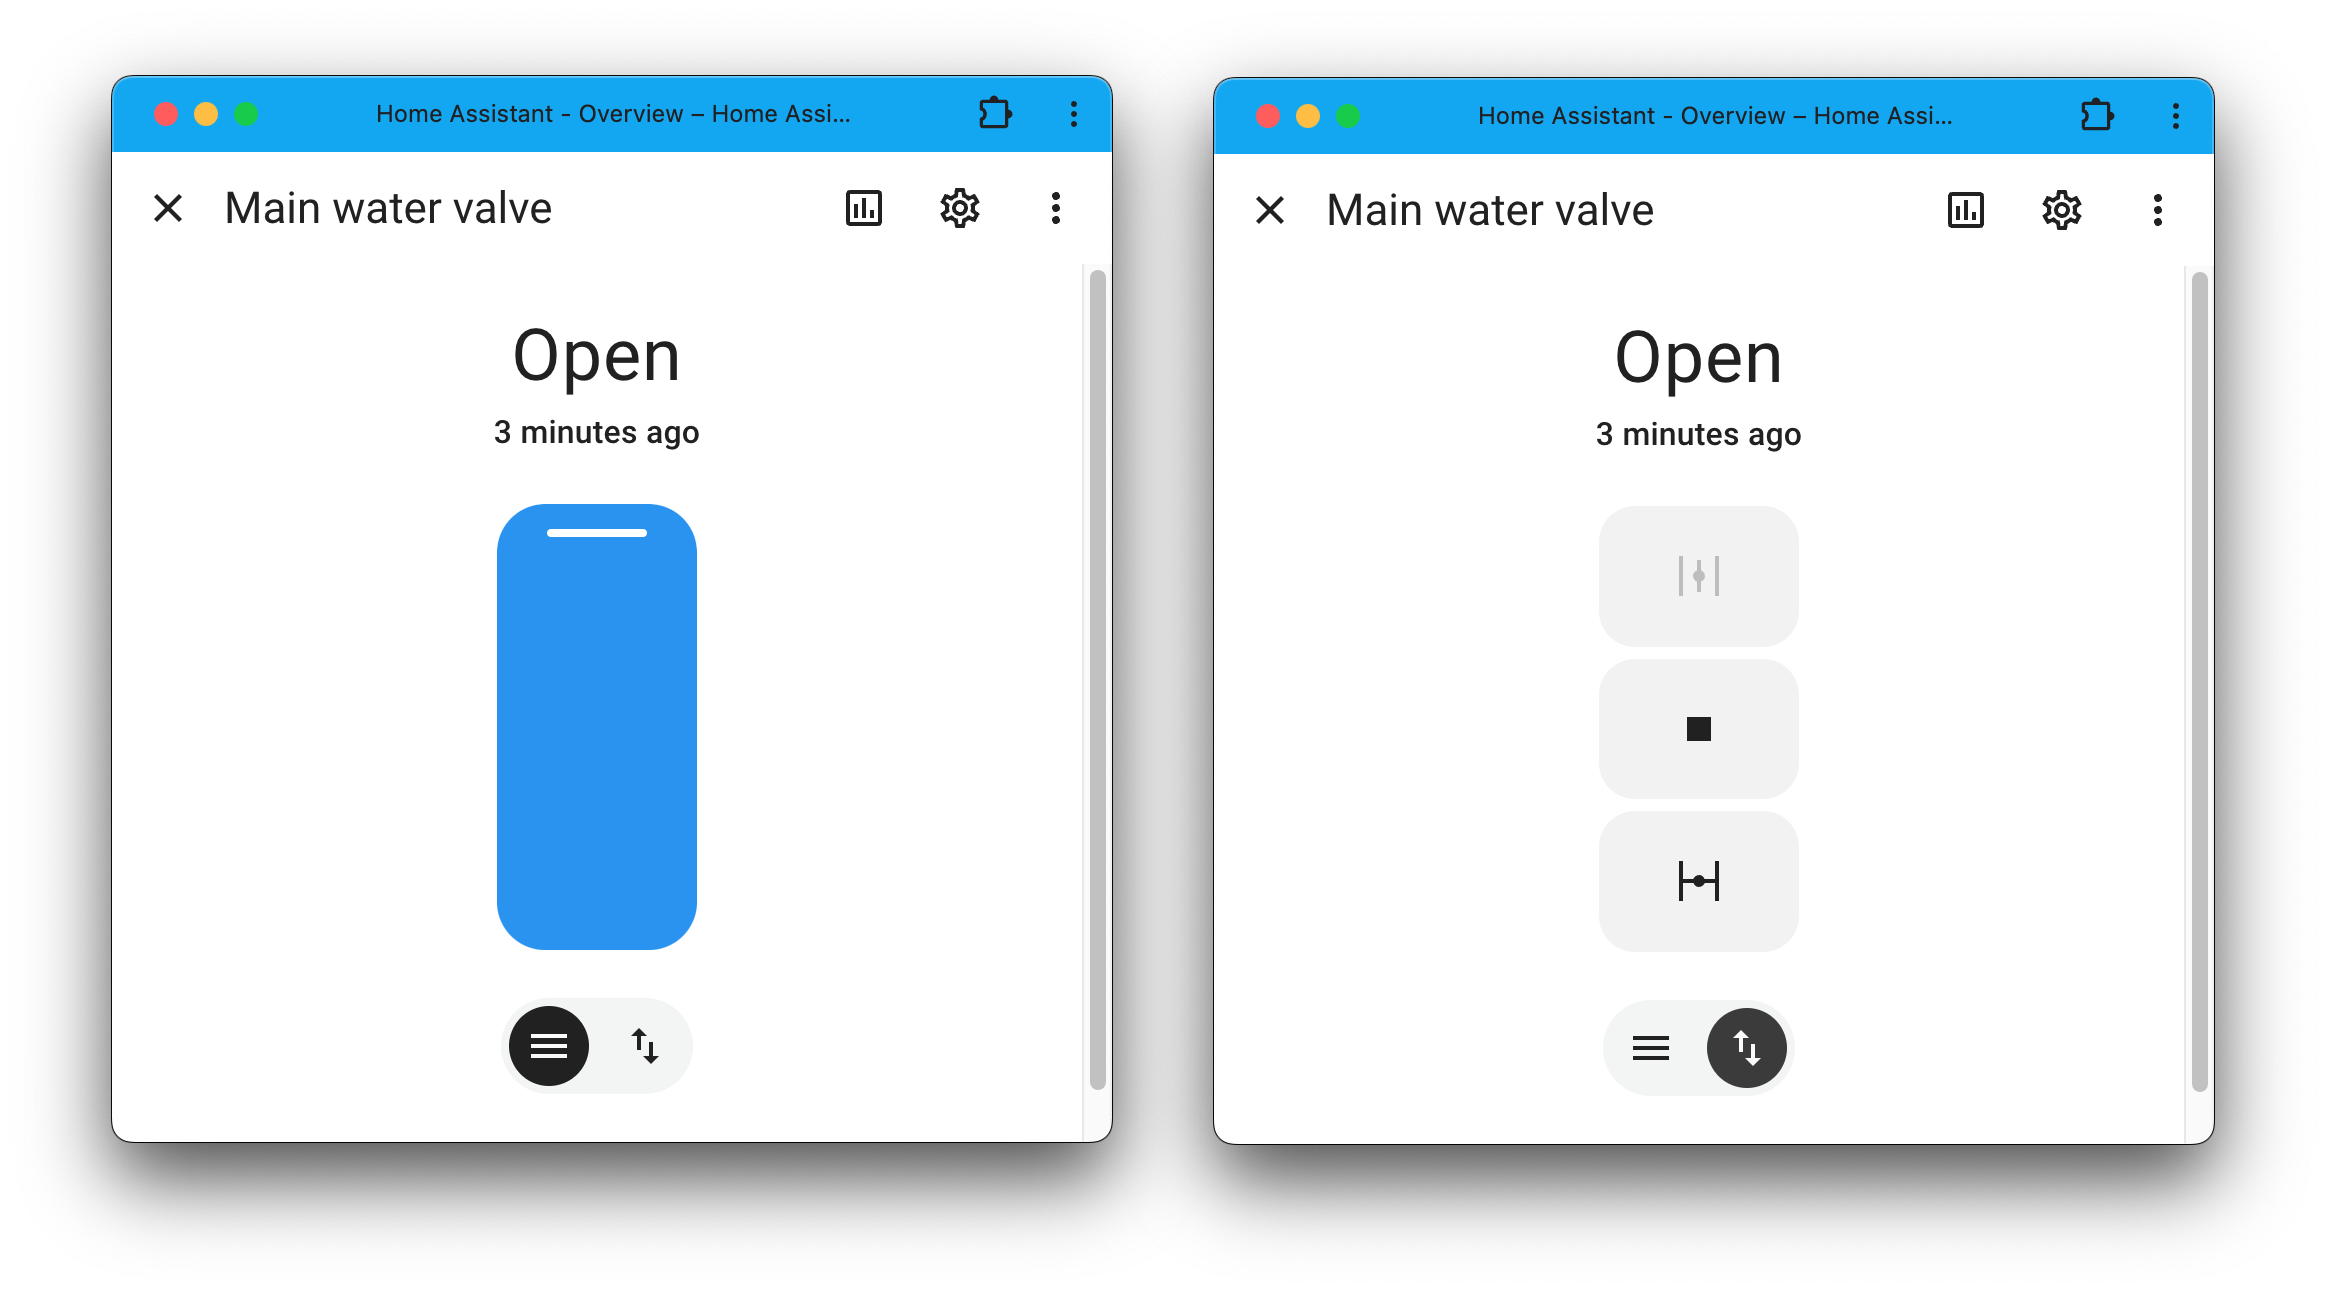 Home Assistant - Overview – Home Assi...
Main water valve
Open
3 minutes ago
Home Assistant - Overview – Home Assi...
Main water valve
Open
3 minutes ago